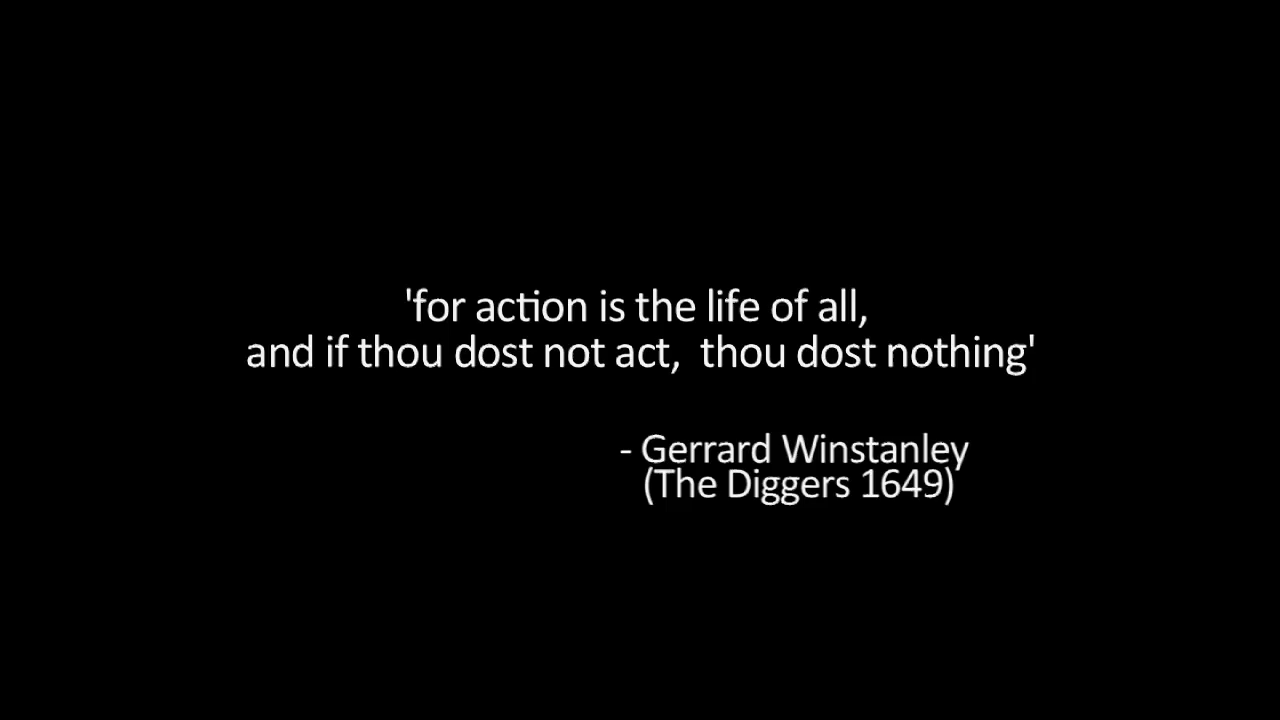 'for action is the life of all,
and if thou dost not act,  thou dost nothing'
- Gerrard Winstanley
(The Diggers 1649)